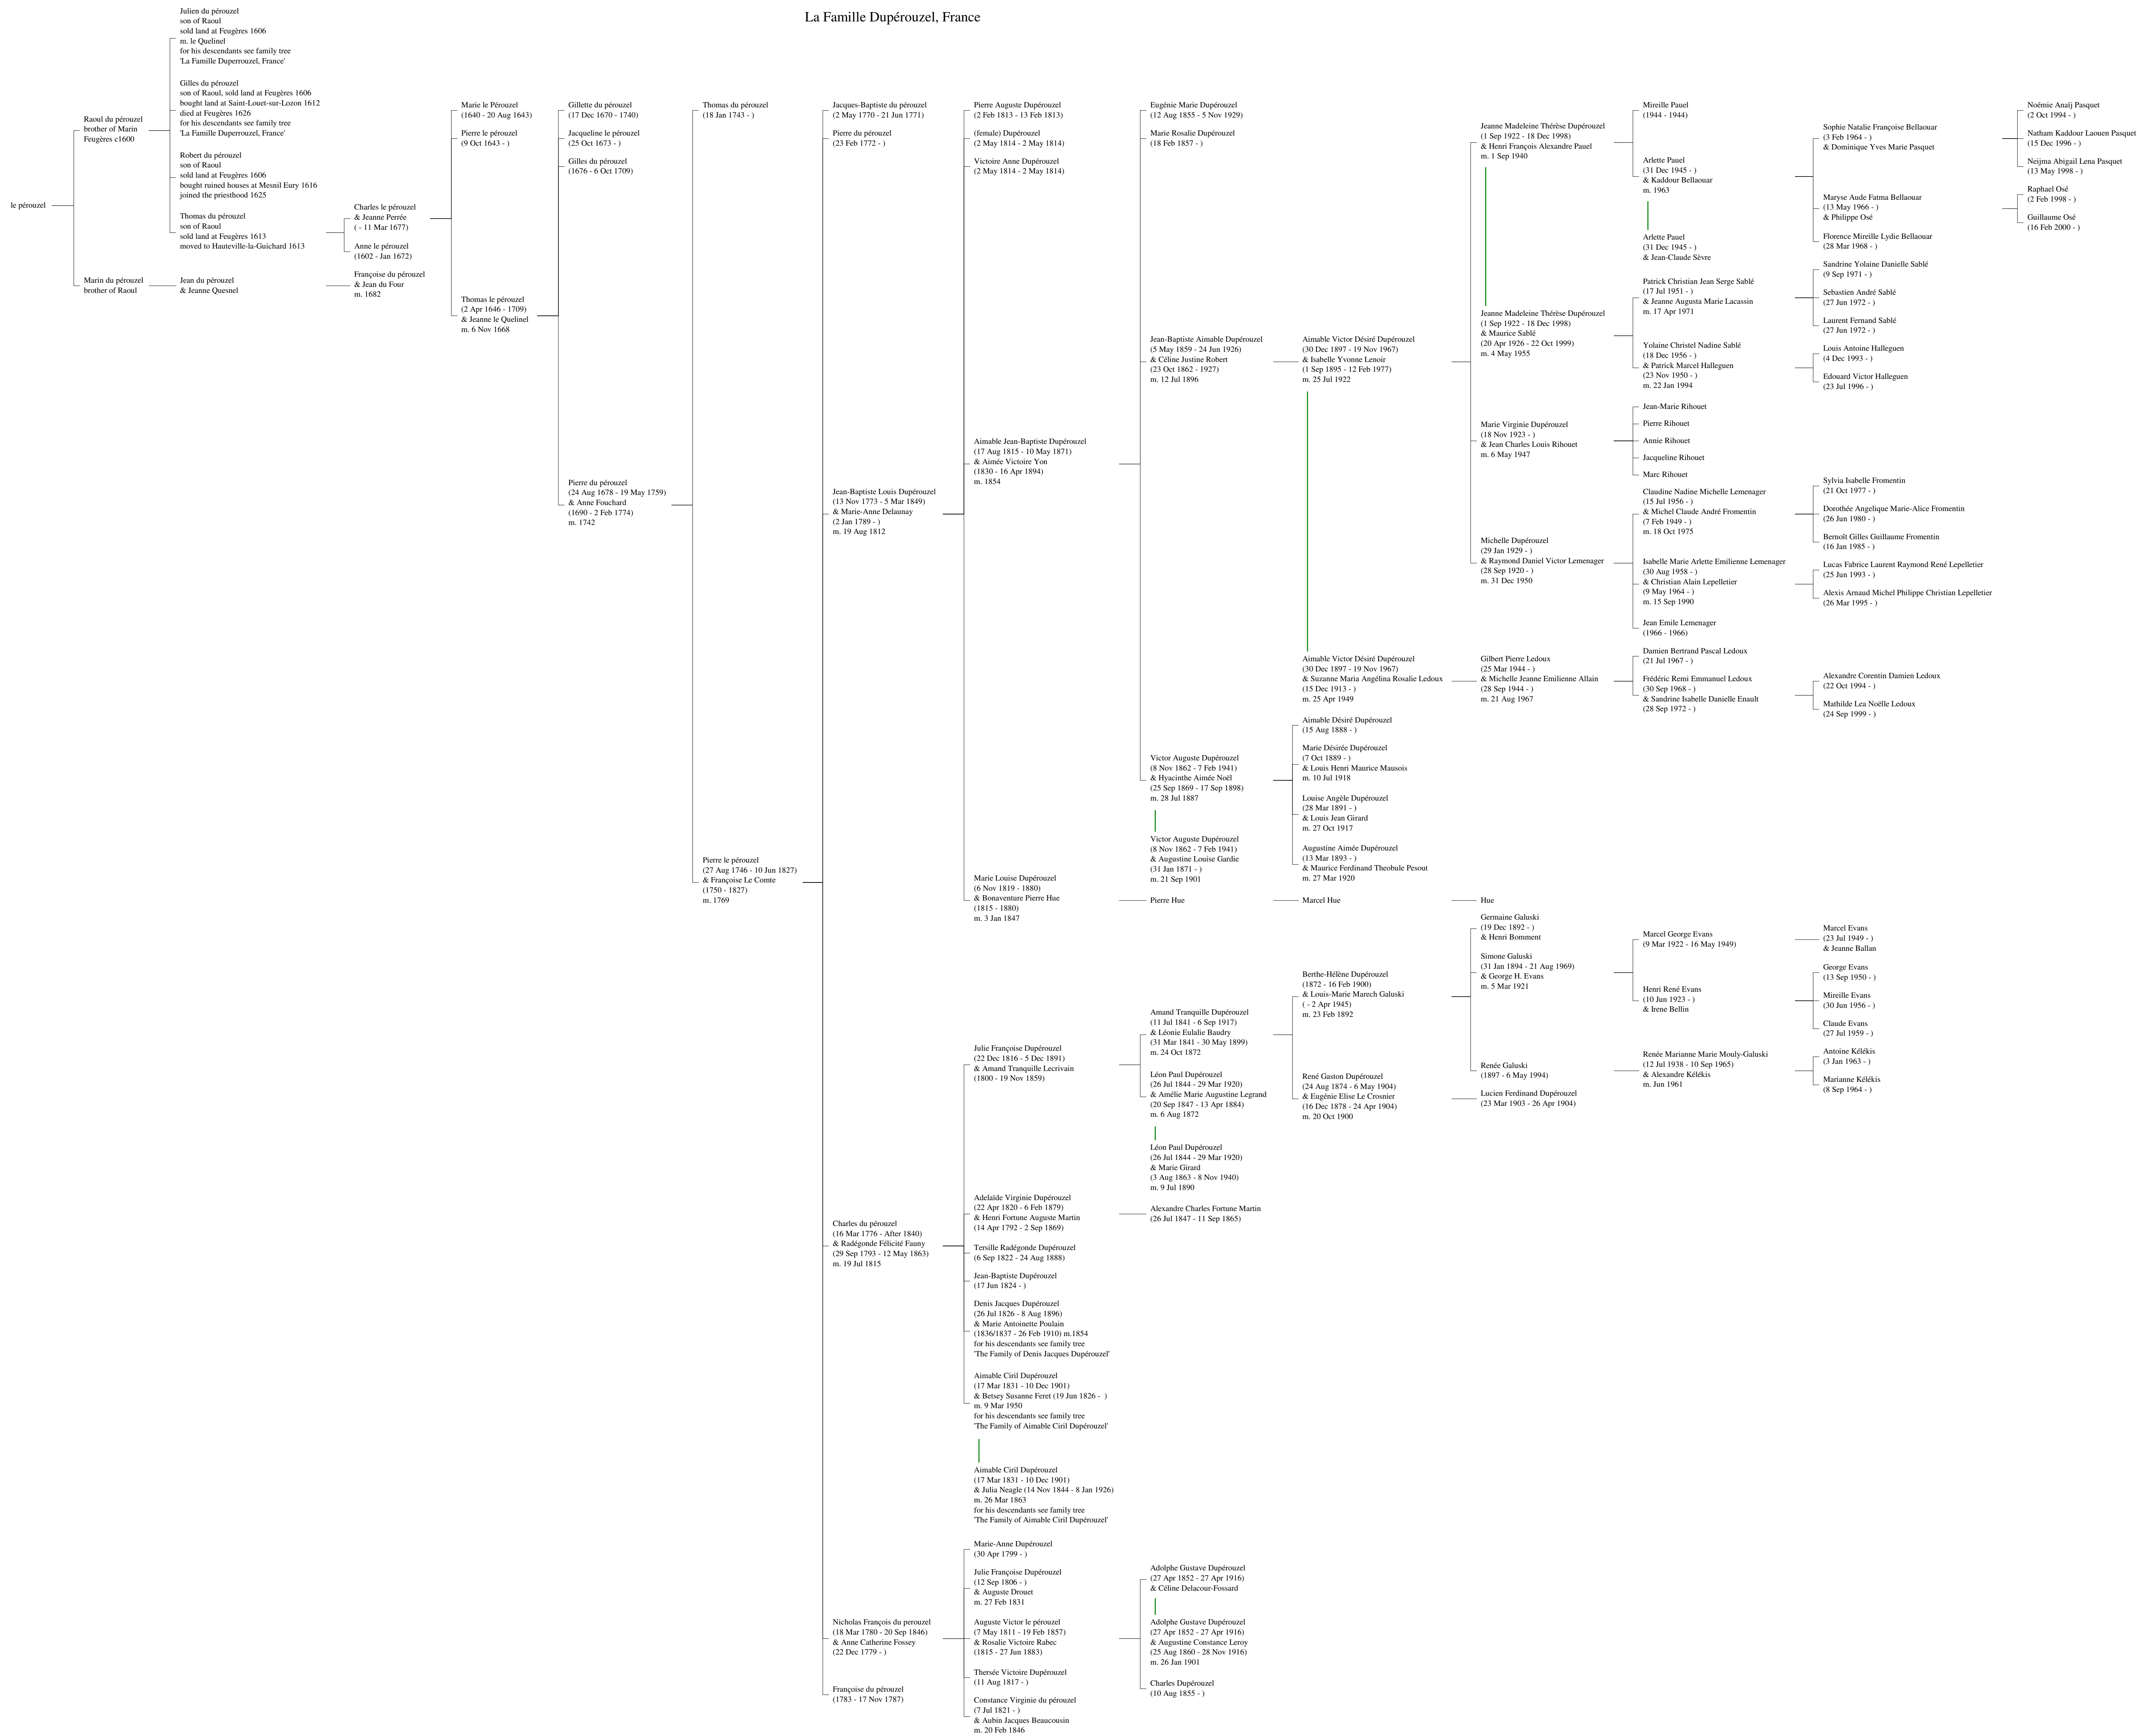 La Famille Dupérouzel, France
le pérouzel
Raoul du pérouzel
brother of Marin
Feugères c1600
Marin du pérouzel
brother of Raoul
Julien du pérouzel
son of Raoul
sold land at Feugères 1606
m. le Quelinel
for his descendants see family tree
'La Famille Duperrouzel, France'
Gilles du pérouzel
son of Raoul, sold land at Feugères 1606
bought land at Saint-Louet-sur-Lozon 1612
died at Feugères 1626
for his descendants see family tree
'La Famille Duperrouzel, France'
Robert du pérouzel
son of Raoul
sold land at Feugères 1606
bought ruined houses at Mesnil Eury 1616
joined the priesthood 1625
Thomas du pérouzel
son of Raoul
sold land at Feugères 1613
moved to Hauteville-la-Guichard 1613
Jean du pérouzel
& Jeanne Quesnel
Charles le pérouzel
& Jeanne Perrée
( - 11 Mar 1677)
Anne le pérouzel
(1602 - Jan 1672)
Françoise du pérouzel
& Jean du Four
m. 1682
Marie le Pérouzel
(1640 - 20 Aug 1643)
Pierre le pérouzel
(9 Oct 1643 - )
Thomas le pérouzel
(2 Apr 1646 - 1709)
& Jeanne le Quelinel
m. 6 Nov 1668
Gillette du pérouzel
(17 Dec 1670 - 1740)
Jacqueline le pérouzel
(25 Oct 1673 - )
Gilles du pérouzel
(1676 - 6 Oct 1709)
Pierre du pérouzel
(24 Aug 1678 - 19 May 1759)
& Anne Fouchard
(1690 - 2 Feb 1774)
m. 1742
Thomas du pérouzel
(18 Jan 1743 - )
Pierre le pérouzel
(27 Aug 1746 - 10 Jun 1827)
& Françoise Le Comte
(1750 - 1827)
m. 1769
Jacques-Baptiste du pérouzel
(2 May 1770 - 21 Jun 1771)
Pierre du pérouzel
(23 Feb 1772 - )
Jean-Baptiste Louis Dupérouzel
(13 Nov 1773 - 5 Mar 1849)
& Marie-Anne Delaunay
(2 Jan 1789 - )
m. 19 Aug 1812
Charles du pérouzel
(16 Mar 1776 - After 1840)
& Radégonde Félicité Fauny
(29 Sep 1793 - 12 May 1863)
m. 19 Jul 1815
Nicholas François du perouzel
(18 Mar 1780 - 20 Sep 1846)
& Anne Catherine Fossey
(22 Dec 1779 - )
Françoise du pérouzel
(1783 - 17 Nov 1787)
Pierre Auguste Dupérouzel
(2 Feb 1813 - 13 Feb 1813)
(female) Dupérouzel
(2 May 1814 - 2 May 1814)
Victoire Anne Dupérouzel
(2 May 1814 - 2 May 1814)
Aimable Jean-Baptiste Dupérouzel
(17 Aug 1815 - 10 May 1871)
& Aimée Victoire Yon
(1830 - 16 Apr 1894)
m. 1854
Marie Louise Dupérouzel
(6 Nov 1819 - 1880)
& Bonaventure Pierre Hue
(1815 - 1880)
m. 3 Jan 1847
Julie Françoise Dupérouzel
(22 Dec 1816 - 5 Dec 1891)
& Amand Tranquille Lecrivain
(1800 - 19 Nov 1859)
Adelaïde Virginie Dupérouzel
(22 Apr 1820 - 6 Feb 1879)
& Henri Fortune Auguste Martin
(14 Apr 1792 - 2 Sep 1869)
Tersille Radégonde Dupérouzel
(6 Sep 1822 - 24 Aug 1888)
Jean-Baptiste Dupérouzel
(17 Jun 1824 - )
Denis Jacques Dupérouzel
(26 Jul 1826 - 8 Aug 1896)
& Marie Antoinette Poulain
(1836/1837 - 26 Feb 1910) m.1854
for his descendants see family tree
'The Family of Denis Jacques Dupérouzel'
Aimable Ciril Dupérouzel
(17 Mar 1831 - 10 Dec 1901)
& Betsey Susanne Feret (19 Jun 1826 - )
m. 9 Mar 1950
for his descendants see family tree
'The Family of Aimable Ciril Dupérouzel'
Aimable Ciril Dupérouzel
(17 Mar 1831 - 10 Dec 1901)
& Julia Neagle (14 Nov 1844 - 8 Jan 1926)
m. 26 Mar 1863
for his descendants see family tree
'The Family of Aimable Ciril Dupérouzel'
Marie-Anne Dupérouzel
(30 Apr 1799 - )
Julie Françoise Dupérouzel
(12 Sep 1806 - )
& Auguste Drouet
m. 27 Feb 1831
Auguste Victor le pérouzel
(7 May 1811 - 19 Feb 1857)
& Rosalie Victoire Rabec
(1815 - 27 Jun 1883)
Thersée Victoire Dupérouzel
(11 Aug 1817 - )
Constance Virginie du pérouzel
(7 Jul 1821 - )
& Aubin Jacques Beaucousin
m. 20 Feb 1846
Eugénie Marie Dupérouzel
(12 Aug 1855 - 5 Nov 1929)
Marie Rosalie Dupérouzel
(18 Feb 1857 - )
Jean-Baptiste Aimable Dupérouzel
(5 May 1859 - 24 Jun 1926)
& Céline Justine Robert
(23 Oct 1862 - 1927)
m. 12 Jul 1896
Victor Auguste Dupérouzel
(8 Nov 1862 - 7 Feb 1941)
& Hyacinthe Aimée Noël
(25 Sep 1869 - 17 Sep 1898)
m. 28 Jul 1887
Victor Auguste Dupérouzel
(8 Nov 1862 - 7 Feb 1941)
& Augustine Louise Gardie
(31 Jan 1871 - )
m. 21 Sep 1901
Pierre Hue
Amand Tranquille Dupérouzel
(11 Jul 1841 - 6 Sep 1917)
& Léonie Eulalie Baudry
(31 Mar 1841 - 30 May 1899)
m. 24 Oct 1872
Léon Paul Dupérouzel
(26 Jul 1844 - 29 Mar 1920)
& Amélie Marie Augustine Legrand
(20 Sep 1847 - 13 Apr 1884)
m. 6 Aug 1872
Léon Paul Dupérouzel
(26 Jul 1844 - 29 Mar 1920)
& Marie Girard
(3 Aug 1863 - 8 Nov 1940)
m. 9 Jul 1890
Alexandre Charles Fortune Martin
(26 Jul 1847 - 11 Sep 1865)
Adolphe Gustave Dupérouzel
(27 Apr 1852 - 27 Apr 1916)
& Céline Delacour-Fossard
Adolphe Gustave Dupérouzel
(27 Apr 1852 - 27 Apr 1916)
& Augustine Constance Leroy
(25 Aug 1860 - 28 Nov 1916)
m. 26 Jan 1901
Charles Dupérouzel
(10 Aug 1855 - )
Aimable Victor Désiré Dupérouzel
(30 Dec 1897 - 19 Nov 1967)
& Isabelle Yvonne Lenoir
(1 Sep 1895 - 12 Feb 1977)
m. 25 Jul 1922
Aimable Victor Désiré Dupérouzel
(30 Dec 1897 - 19 Nov 1967)
& Suzanne Maria Angélina Rosalie Ledoux
(15 Dec 1913 - )
m. 25 Apr 1949
Aimable Désiré Dupérouzel
(15 Aug 1888 - )
Marie Désirée Dupérouzel
(7 Oct 1889 - )
& Louis Henri Maurice Mausois
m. 10 Jul 1918
Louise Angèle Dupérouzel
(28 Mar 1891 - )
& Louis Jean Girard
m. 27 Oct 1917
Augustine Aimée Dupérouzel
(13 Mar 1893 - )
& Maurice Ferdinand Theobule Pesout
m. 27 Mar 1920
Marcel Hue
Berthe-Hélène Dupérouzel
(1872 - 16 Feb 1900)
& Louis-Marie Marech Galuski
( - 2 Apr 1945)
m. 23 Feb 1892
René Gaston Dupérouzel
(24 Aug 1874 - 6 May 1904)
& Eugénie Elise Le Crosnier
(16 Dec 1878 - 24 Apr 1904)
m. 20 Oct 1900
Jeanne Madeleine Thérèse Dupérouzel
(1 Sep 1922 - 18 Dec 1998)
& Henri François Alexandre Pauel
m. 1 Sep 1940
Jeanne Madeleine Thérèse Dupérouzel
(1 Sep 1922 - 18 Dec 1998)
& Maurice Sablé
(20 Apr 1926 - 22 Oct 1999)
m. 4 May 1955
Marie Virginie Dupérouzel
(18 Nov 1923 - )
& Jean Charles Louis Rihouet
m. 6 May 1947
Michelle Dupérouzel
(29 Jan 1929 - )
& Raymond Daniel Victor Lemenager
(28 Sep 1920 - )
m. 31 Dec 1950
Gilbert Pierre Ledoux
(25 Mar 1944 - )
& Michelle Jeanne Emilienne Allain
(28 Sep 1944 - )
m. 21 Aug 1967
Hue
Germaine Galuski
(19 Dec 1892 - )
& Henri Bomment
Simone Galuski
(31 Jan 1894 - 21 Aug 1969)
& George H. Evans
m. 5 Mar 1921
Renée Galuski
(1897 - 6 May 1994)
Lucien Ferdinand Dupérouzel
(23 Mar 1903 - 26 Apr 1904)
Mireille Pauel
(1944 - 1944)
Arlette Pauel
(31 Dec 1945 - )
& Kaddour Bellaouar
m. 1963
Arlette Pauel
(31 Dec 1945 - )
& Jean-Claude Sèvre
Patrick Christian Jean Serge Sablé
(17 Jul 1951 - )
& Jeanne Augusta Marie Lacassin
m. 17 Apr 1971
Yolaine Christel Nadine Sablé
(18 Dec 1956 - )
& Patrick Marcel Halleguen
(23 Nov 1950 - )
m. 22 Jan 1994
Jean-Marie Rihouet
Pierre Rihouet
Annie Rihouet
Jacqueline Rihouet
Marc Rihouet
Claudine Nadine Michelle Lemenager
(15 Jul 1956 - )
& Michel Claude André Fromentin
(7 Feb 1949 - )
m. 18 Oct 1975
Isabelle Marie Arlette Emilienne Lemenager
(30 Aug 1958 - )
& Christian Alain Lepelletier
(9 May 1964 - )
m. 15 Sep 1990
Jean Emile Lemenager
(1966 - 1966)
Damien Bertrand Pascal Ledoux
(21 Jul 1967 - )
Frédéric Remi Emmanuel Ledoux
(30 Sep 1968 - )
& Sandrine Isabelle Danielle Enault
(28 Sep 1972 - )
Marcel George Evans
(9 Mar 1922 - 16 May 1949)
Henri René Evans
(10 Jun 1923 - )
& Irene Bellin
Renée Marianne Marie Mouly-Galuski
(12 Jul 1938 - 10 Sep 1965)
& Alexandre Kélékis
m. Jun 1961
Sophie Natalie Françoise Bellaouar
(3 Feb 1964 - )
& Dominique Yves Marie Pasquet
Maryse Aude Fatma Bellaouar
(13 May 1966 - )
& Philippe Osé
Florence Mireille Lydie Bellaouar
(28 Mar 1968 - )
Sandrine Yolaine Danielle Sablé
(9 Sep 1971 - )
Sebastien André Sablé
(27 Jun 1972 - )
Laurent Fernand Sablé
(27 Jun 1972 - )
Louis Antoine Halleguen
(4 Dec 1993 - )
Edouard Victor Halleguen
(23 Jul 1996 - )
Sylvia Isabelle Fromentin
(21 Oct 1977 - )
Dorothée Angelique Marie-Alice Fromentin
(26 Jun 1980 - )
Bernoît Gilles Guillaume Fromentin
(16 Jan 1985 - )
Lucas Fabrice Laurent Raymond René Lepelletier
(25 Jun 1993 - )
Alexis Arnaud Michel Philippe Christian Lepelletier
(26 Mar 1995 - )
Alexandre Corentin Damien Ledoux
(22 Oct 1994 - )
Mathilde Lea Noëlle Ledoux
(24 Sep 1999 - )
Marcel Evans
(23 Jul 1949 - )
& Jeanne Ballan
George Evans
(13 Sep 1950 - )
Mireille Evans
(30 Jun 1956 - )
Claude Evans
(27 Jul 1959 - )
Antoine Kélékis
(3 Jan 1963 - )
Marianne Kélékis
(8 Sep 1964 - )
Noémie Anaïj Pasquet
(2 Oct 1994 - )
Natham Kaddour Laouen Pasquet
(15 Dec 1996 - )
Neijma Abigail Lena Pasquet
(13 May 1998 - )
Raphael Osé
(2 Feb 1998 - )
Guillaume Osé
(16 Feb 2000 - )